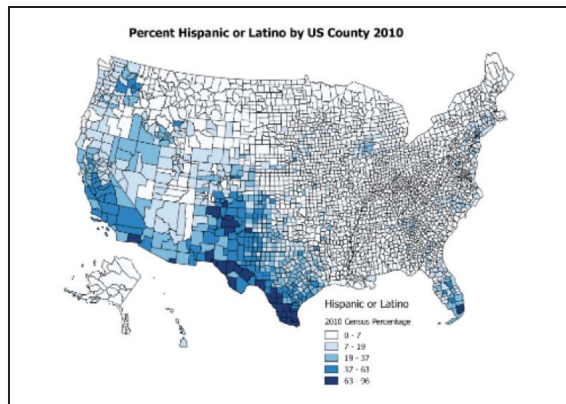 Percent Hispanic or Latino by US County 2010
Hispanic or Latino
2010 Census Percentage
0 - 7
7 - 19
19 - 37
37 - 63
63 - 96